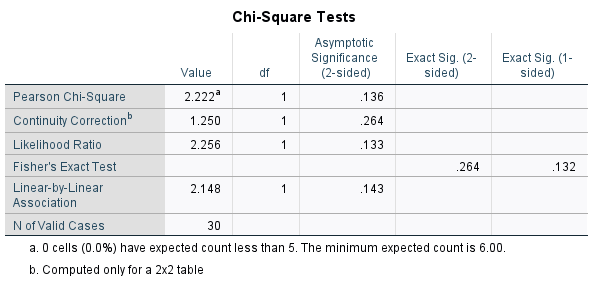 Chi-Square Tests
Value df Asymptotic Significance (2-sided) Exact Sig. (2-sided) Exact Sig. (1-sided)
Pearson Chi-Square 2.222a 1 .136
Continuity Correctionb 1.250 1 .264
Likelihood Ratio 2.256 1 .133
Fisher's Exact Test .264 .132
Linear-by-Linear Association 2.148 1 .143
N of Valid Cases 30
a. 0 cells (0.0%) have expected count less than 5. The minimum expected count is 6.00.
b. Computed only for a 2x2 table